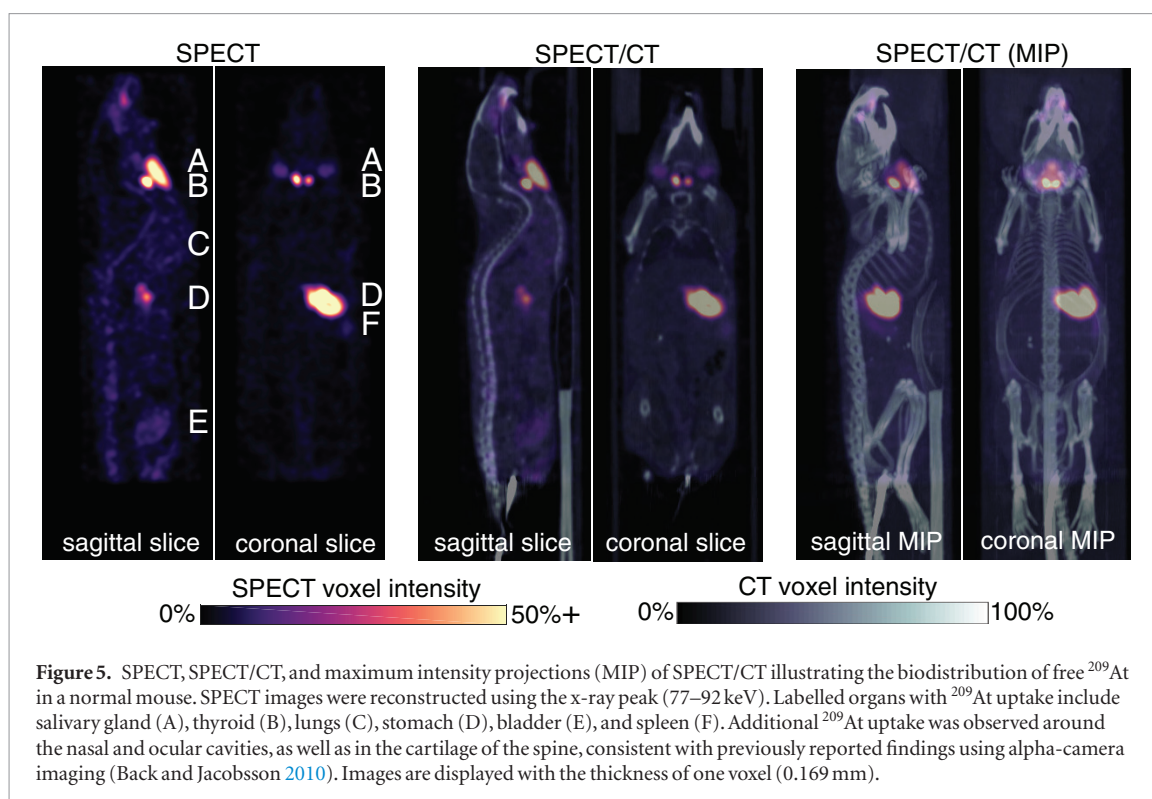 SPECT SPECT/CT SPECT/CT (MIP)
A A
B B
C
D D
F
E
sagittal slice coronal slice sagittal slice coronal slice sagittal MIP coronal MIP
SPECT voxel intensity CT voxel intensity
0% 50%+ 0% 100%
Figure 5. SPECT, SPECT/CT, and maximum intensity projections (MIP) of SPECT/CT illustrating the biodistribution of free ²⁰⁹At
in a normal mouse. SPECT images were reconstructed using the x-ray peak (77–92 keV). Labelled organs with ²⁰⁹At uptake include
salivary gland (A), thyroid (B), lungs (C), stomach (D), bladder (E), and spleen (F). Additional ²⁰⁹At uptake was observed around
the nasal and ocular cavities, as well as in the cartilage of the spine, consistent with previously reported findings using alpha-camera
imaging (Back and Jacobsson 2010). Images are displayed with the thickness of one voxel (0.169 mm).